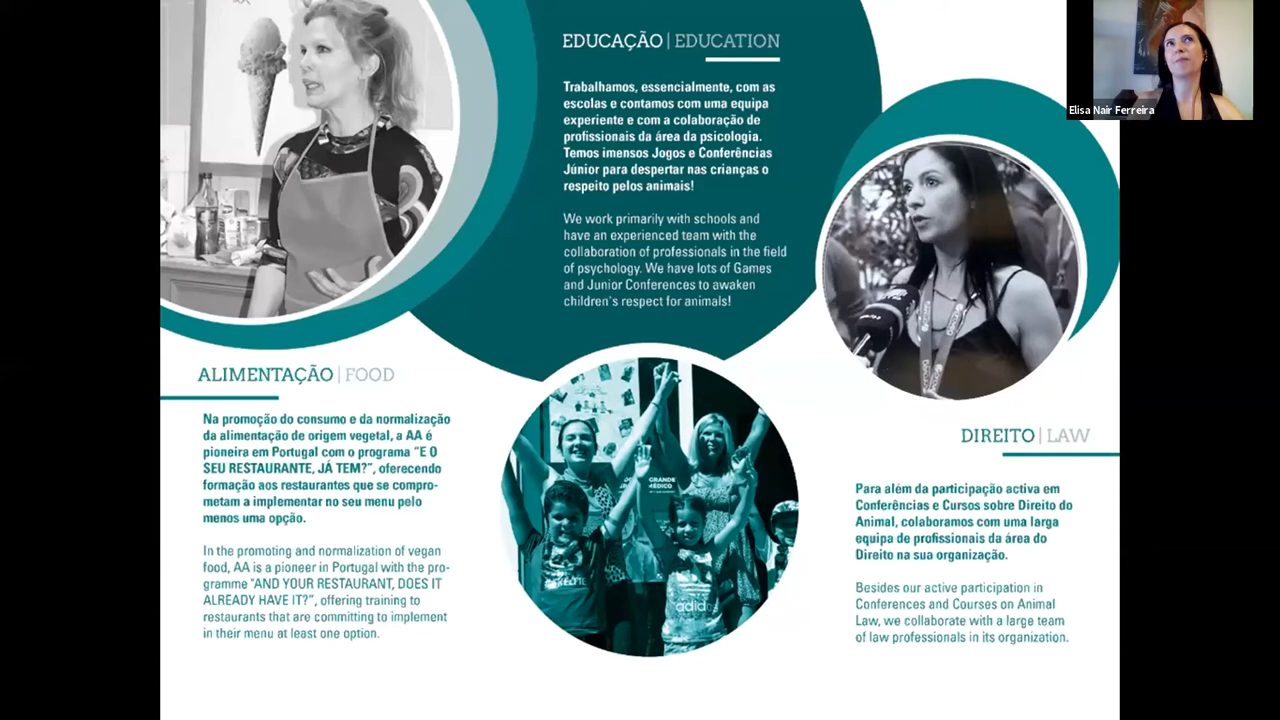 EDUCAÇÃO | EDUCATION
Trabalhamos, essencialmente, com as
escolas e contamos com uma equipa
experiente e com a colaboração de
profissionais da área da psicologia.
Temos imensos Jogos e Conferências
Júnior para despertar nas crianças o
respeito pelos animais!
We work primarily with schools and
have an experienced team with the
collaboration of professionals in the field
of psychology. We have lots of Games
and Junior Conferences to awaken
children's respect for animals!
Elisa Nair Ferreira
ALIMENTAÇÃO | FOOD
Na promoção do consumo e da normalização
da alimentação de origem vegetal, a AA é
pioneira em Portugal com o programa "E O
SEU RESTAURANTE, JÁ TEM?", oferecendo
formação aos restaurantes que se compro-
metam a implementar no seu menu pelo
menos uma opção.
In the promoting and normalization of vegan
food, AA is a pioneer in Portugal with the pro-
gramme "AND YOUR RESTAURANT, DOES IT
ALREADY HAVE IT?", offering training to
restaurants that are committing to implement
in their menu at least one option.
GRANDE
MÉDICO
adidas
DIREITO | LAW
Para além da participação activa em
Conferências e Cursos sobre Direito do
Animal, colaboramos com uma larga
equipa de profissionais da área do
Direito na sua organização.
Besides our active participation in
Conferences and Courses on Animal
Law, we collaborate with a large team
of law professionals in its organization.